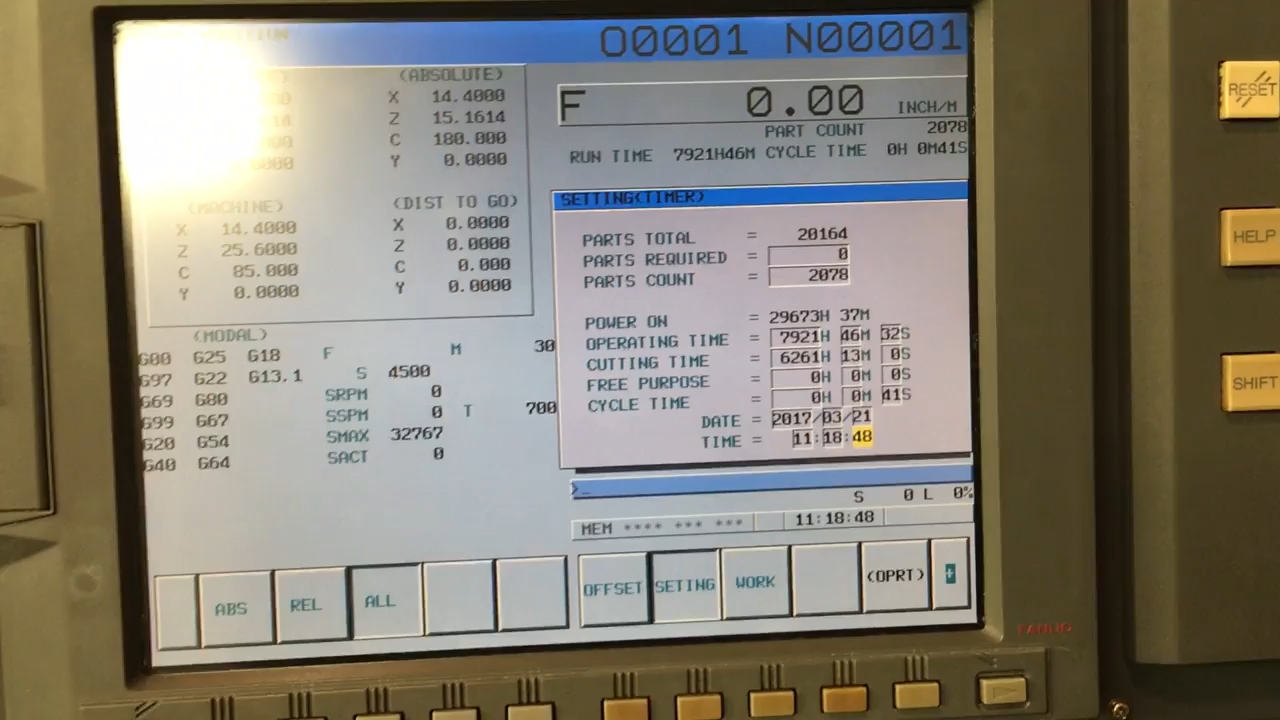 O0001 N00001
(ABSOLUTE)
X 14.4000
Z 15.1614
C 180.000
Y 0.0000
(MACHINE)
X 14.4000
Z 25.6000
C 85.000
Y 0.0000
(DIST TO GO)
X 0.0000
Z 0.0000
C 0.000
Y 0.0000
(MODAL)
G00 G25 G18 F M 30
G97 G22 G13.1 S 4500
G69 G80 SRPM 0
G99 G67 SSPM 0 T 700
G20 G54 SMAX 32767
G40 G64 SACT 0
F 0.00 INCH/M
PART COUNT 2078
RUN TIME 7921H46M CYCLE TIME 0H 0M41S
SETTING(TIMER)
PARTS TOTAL = 20164
PARTS REQUIRED = 0
PARTS COUNT = 2078
POWER ON = 29673H 37M
OPERATING TIME = 7921H 46M 32S
CUTTING TIME = 6261H 13M 0S
FREE PURPOSE = 0H 0M 0S
CYCLE TIME = 0H 0M 41S
DATE = 2017/03/21
TIME = 11:18:48
>_
S 0 L 0%
MEM **** *** *** 11:18:48
ABS REL ALL OFFSET SETING WORK (OPRT) +
FANUC
RESET
HELP
SHIFT